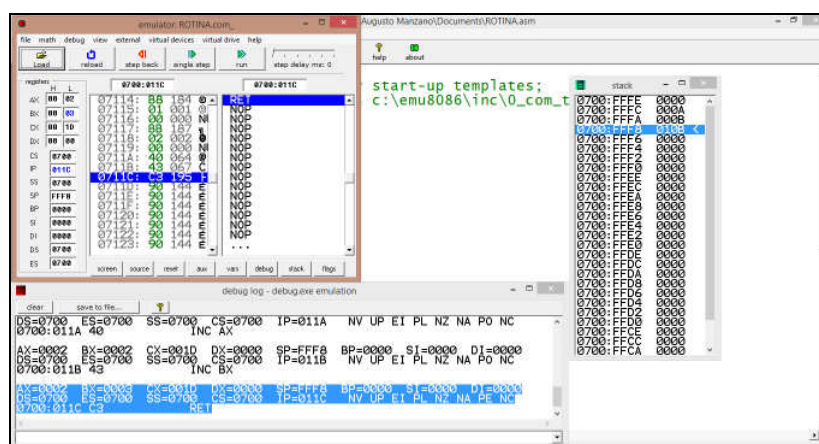 emulator: ROTINA.com_
Augusto Manzano\Documents\ROTINA.asm
file math debug view external virtual devices virtual drive help
Load reload step back single step run step delay ms: 0
help about
registers
H L
AX 00 02
BX 00 03
CX 00 1D
DX 00 00
CS 0700
IP 011C
SS 0700
SP FFF8
BP 0000
SI 0000
DI 0000
DS 0700
ES 0700
0700:011C
0700:011C
07114: B8 184
07115: 01 001
07116: 00 000
07117: BB 187
07118: 02 002
07119: 00 000
0711A: 40 064 @
0711B: 43 067 C
0711C: C3 195
0711D: 90 144 É
0711E: 90 144 É
0711F: 90 144 É
07120: 90 144 É
07121: 90 144 É
07122: 90 144 É
07123: 90 144 É
RET
NOP
NOP
NOP
NOP
NOP
NOP
NOP
NOP
NOP
NOP
NOP
NOP
NOP
NOP
...
screen source reset aux vars debug stack flags
start-up templates;
c:\emu8086\inc\0_com_t
stack
0700:FFFE 0000
0700:FFFC 000A
0700:FFFA 000B
0700:FFF8 010B <
0700:FFF6 0000
0700:FFF4 0000
0700:FFF2 0000
0700:FFF0 0000
0700:FFEE 0000
0700:FFEC 0000
0700:FFEA 0000
0700:FFE8 0000
0700:FFE6 0000
0700:FFE4 0000
0700:FFE2 0000
0700:FFE0 0000
0700:FFDE 0000
0700:FFDC 0000
0700:FFDA 0000
0700:FFD8 0000
0700:FFD6 0000
0700:FFD4 0000
0700:FFD2 0000
0700:FFD0 0000
0700:FFCE 0000
0700:FFCC 0000
0700:FFCA 0000
debug log - debug.exe emulation
clear save to file... ?
DS=0700 ES=0700 SS=0700 CS=0700 IP=011A NV UP EI PL NZ NA PO NC
0700:011A 40 INC AX
AX=0002 BX=0002 CX=001D DX=0000 SP=FFF8 BP=0000 SI=0000 DI=0000
DS=0700 ES=0700 SS=0700 CS=0700 IP=011B NV UP EI PL NZ NA PO NC
0700:011B 43 INC BX
AX=0002 BX=0003 CX=001D DX=0000 SP=FFF8 BP=0000 SI=0000 DI=0000
DS=0700 ES=0700 SS=0700 CS=0700 IP=011C NV UP EI PL NZ NA PE NC
0700:011C C3 RET